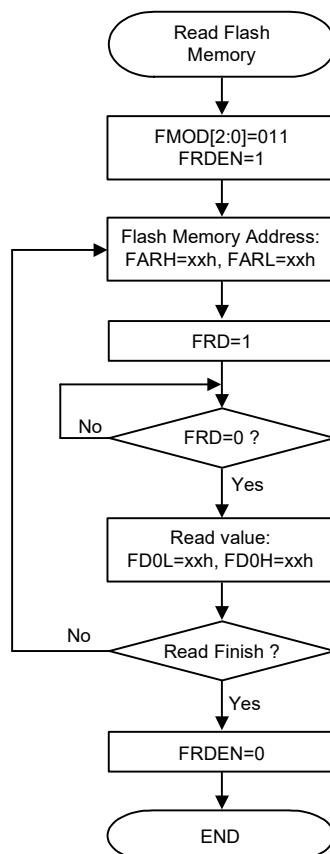 Read Flash
Memory
FMOD[2:0]=011
FRDEN=1
Flash Memory Address:
FARH=xxh, FARL=xxh
FRD=1
No
FRD=0 ?
Yes
Read value:
FD0L=xxh, FD0H=xxh
No
Read Finish ?
Yes
FRDEN=0
END